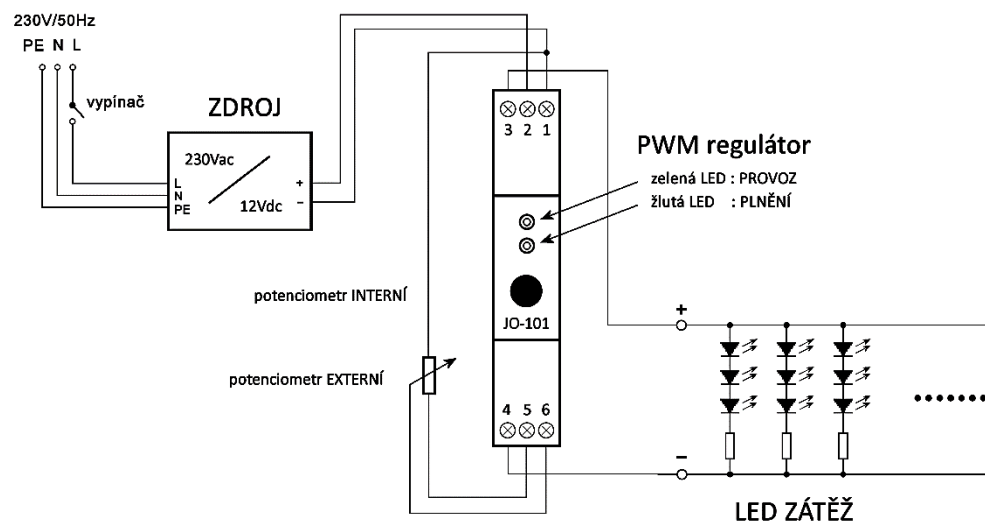 230V/50Hz
PE N L
vypínač
ZDROJ
230Vac
12Vdc
L
N
PE
+
−
3 2 1
PWM regulátor
zelená LED : PROVOZ
žlutá LED : PLNĚNÍ
potenciometr INTERNÍ
JO-101
potenciometr EXTERNÍ
4 5 6
+
−
LED ZÁTĚŽ